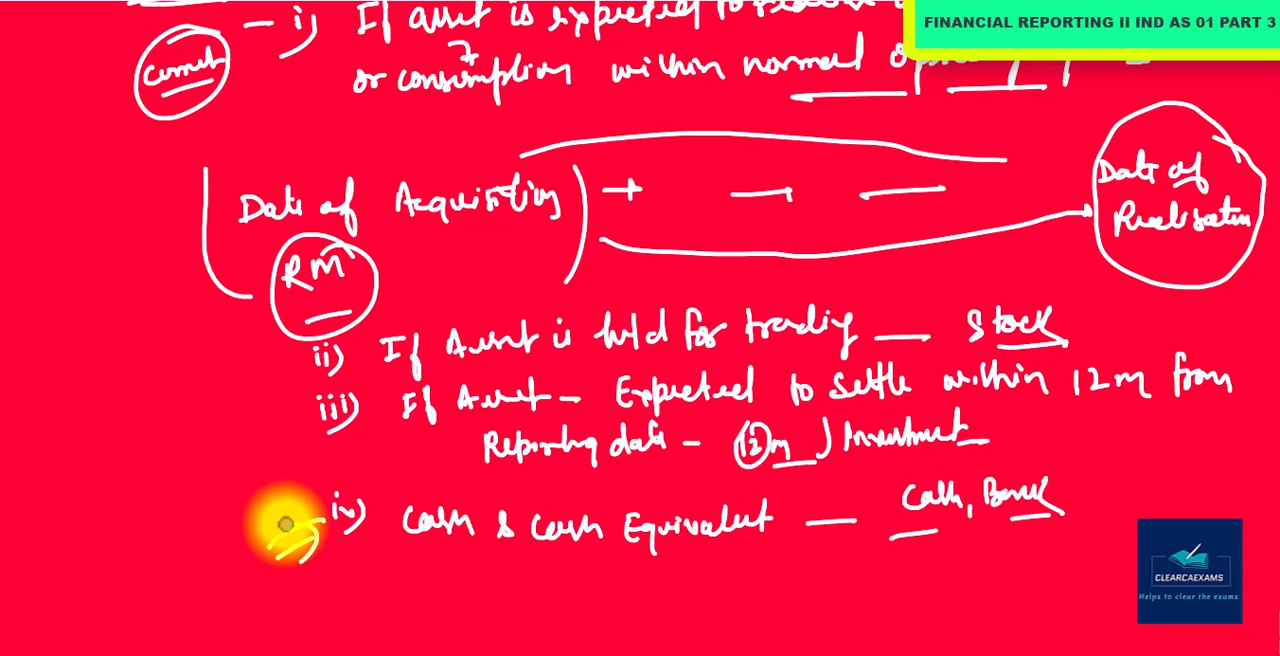 FINANCIAL REPORTING II IND AS 01 PART 3
i) If asset is expected to
or consumption within normal
Current
Date of Acquisition
Date of
Realisation
RM
ii) If Asset is held for trading — Stock
iii) If Asset - Expected to Settle within 12m from
Reporting date - 12m) Investment
iv) Cash & Cash Equivalent — Cash, Bank
CLEARCAEXAMS
Helps to clear the exams